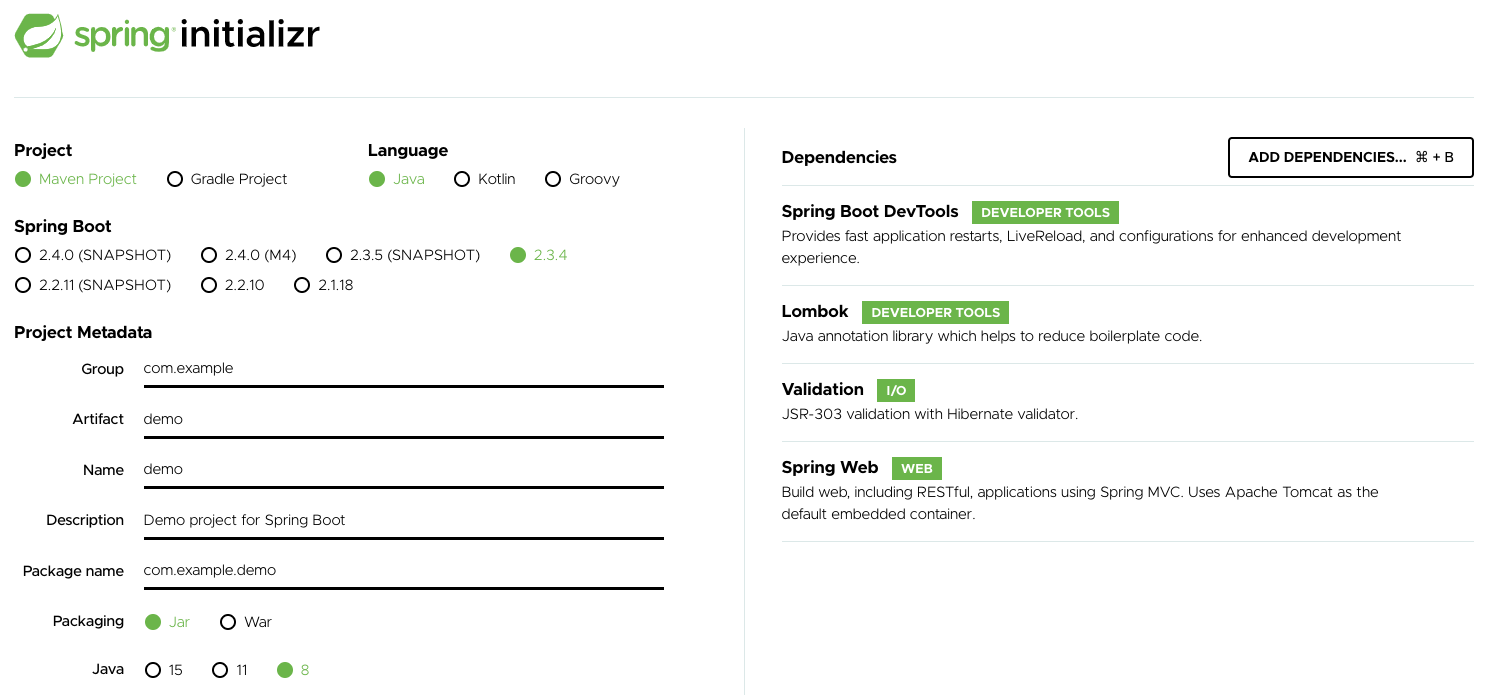 spring initializr
Project
Maven Project Gradle Project
Language
Java Kotlin Groovy
Spring Boot
2.4.0 (SNAPSHOT) 2.4.0 (M4) 2.3.5 (SNAPSHOT) 2.3.4
2.2.11 (SNAPSHOT) 2.2.10 2.1.18
Project Metadata
Group com.example
Artifact demo
Name demo
Description Demo project for Spring Boot
Package name com.example.demo
Packaging Jar War
Java 15 11 8
Dependencies
ADD DEPENDENCIES... ⌘ + B
Spring Boot DevTools DEVELOPER TOOLS
Provides fast application restarts, LiveReload, and configurations for enhanced development
experience.
Lombok DEVELOPER TOOLS
Java annotation library which helps to reduce boilerplate code.
Validation I/O
JSR-303 validation with Hibernate validator.
Spring Web WEB
Build web, including RESTful, applications using Spring MVC. Uses Apache Tomcat as the
default embedded container.